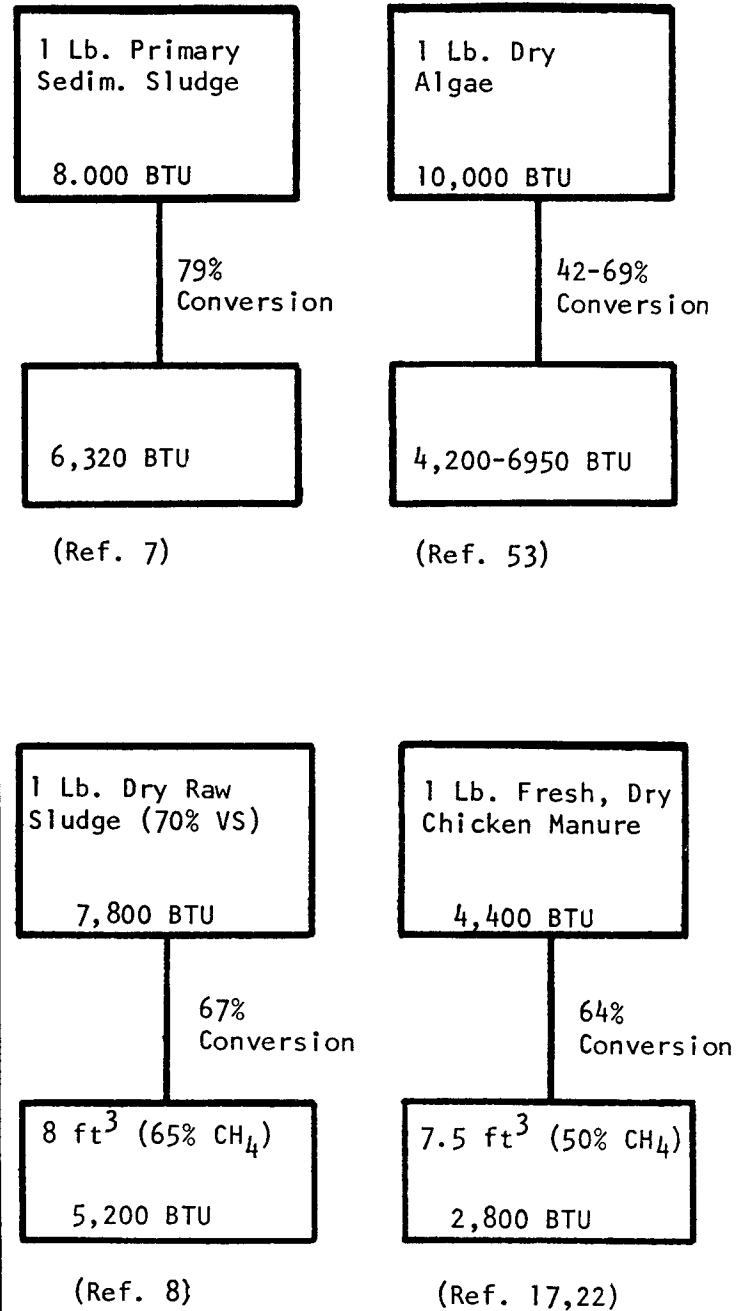 1 Lb. Primary
Sedim. Sludge
8.000 BTU
79%
Conversion
6,320 BTU
(Ref. 7)
1 Lb. Dry
Algae
10,000 BTU
42-69%
Conversion
4,200-6950 BTU
(Ref. 53)
1 Lb. Dry Raw
Sludge (70% VS)
7,800 BTU
67%
Conversion
8 ft³ (65% CH₄)
5,200 BTU
(Ref. 8)
1 Lb. Fresh, Dry
Chicken Manure
4,400 BTU
64%
Conversion
7.5 ft³ (50% CH₄)
2,800 BTU
(Ref. 17,22)